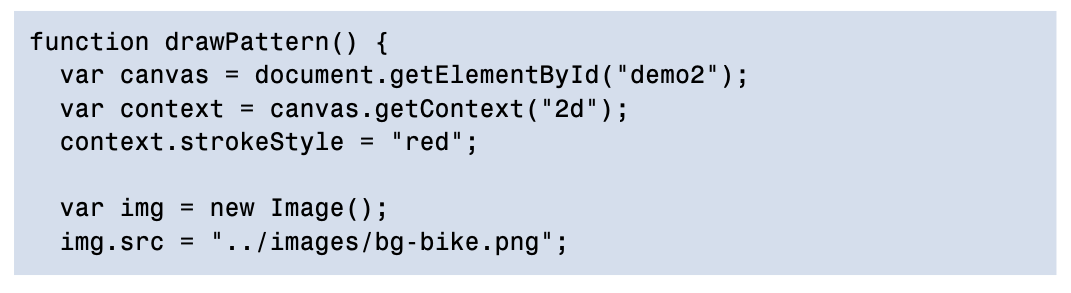 function drawPattern() {
  var canvas = document.getElementById("demo2");
  var context = canvas.getContext("2d");
  context.strokeStyle = "red";

  var img = new Image();
  img.src = "../images/bg-bike.png";